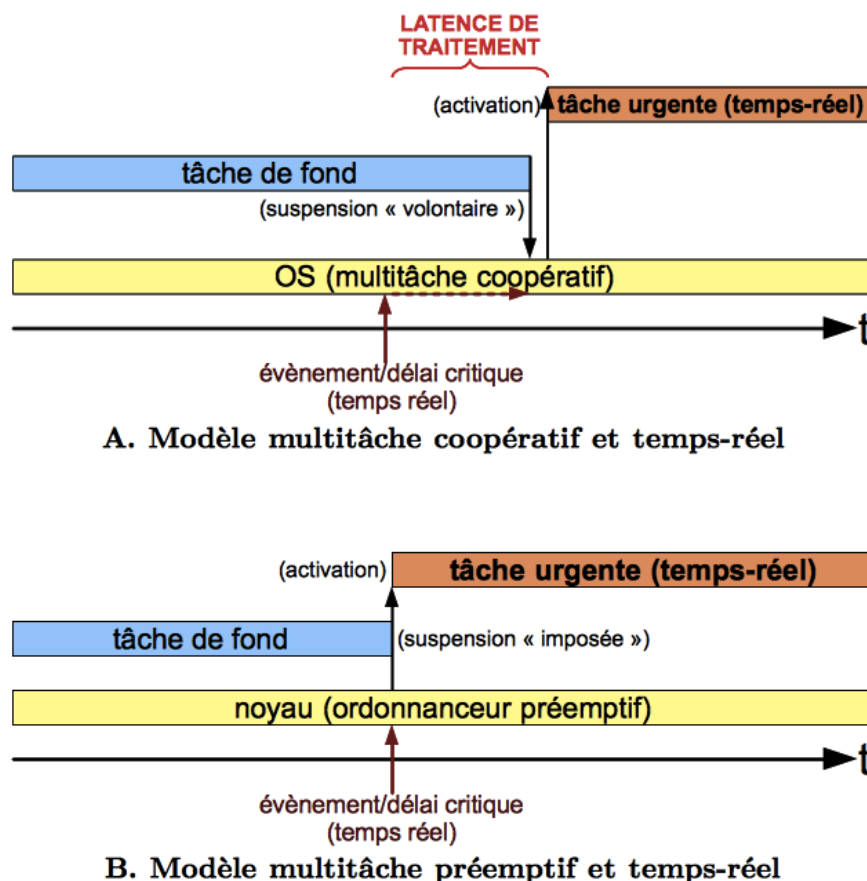 LATENCE DE
TRAITEMENT
(activation)
tâche urgente (temps-réel)
tâche de fond
(suspension « volontaire »)
OS (multitâche coopératif)
t
évènement/délai critique
(temps réel)
A. Modèle multitâche coopératif et temps-réel
(activation)
tâche urgente (temps-réel)
tâche de fond
(suspension « imposée »)
noyau (ordonnanceur préemptif)
t
évènement/délai critique
(temps réel)
B. Modèle multitâche préemptif et temps-réel